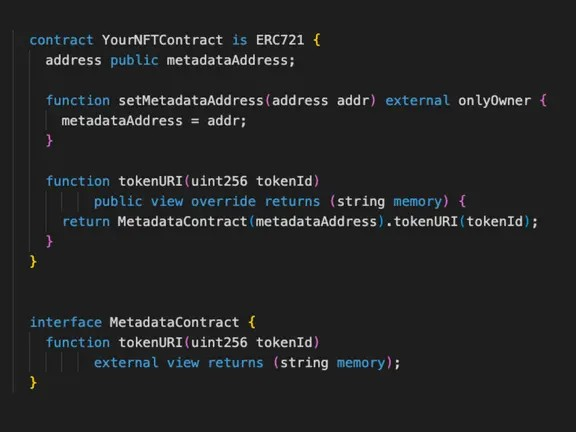 contract YourNFTContract is ERC721 {
address public metadataAddress;
function setMetadataAddress(address addr) external onlyOwner {
metadataAddress = addr;
}
function tokenURI(uint256 tokenId)
public view override returns (string memory) {
return MetadataContract(metadataAddress).tokenURI(tokenId);
}
}
interface MetadataContract {
function tokenURI(uint256 tokenId)
external view returns (string memory);
}